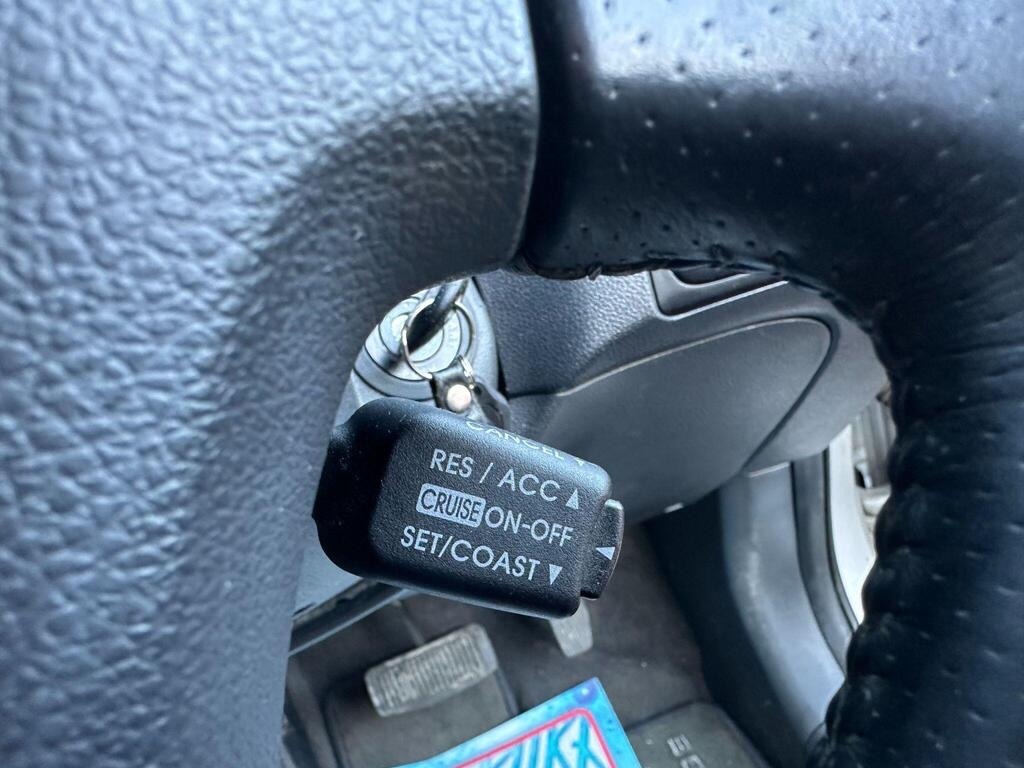 CANCEL
RES / ACC ▲
CRUISE ON-OFF
SET/COAST ▼